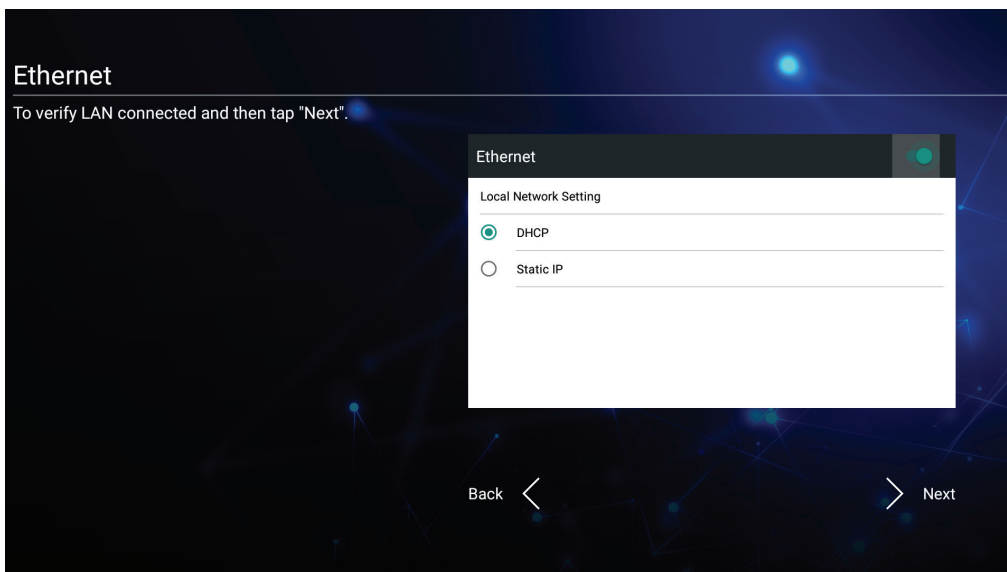 Ethernet
To verify LAN connected and then tap "Next".
Ethernet
Local Network Setting
DHCP
Static IP
Back
Next